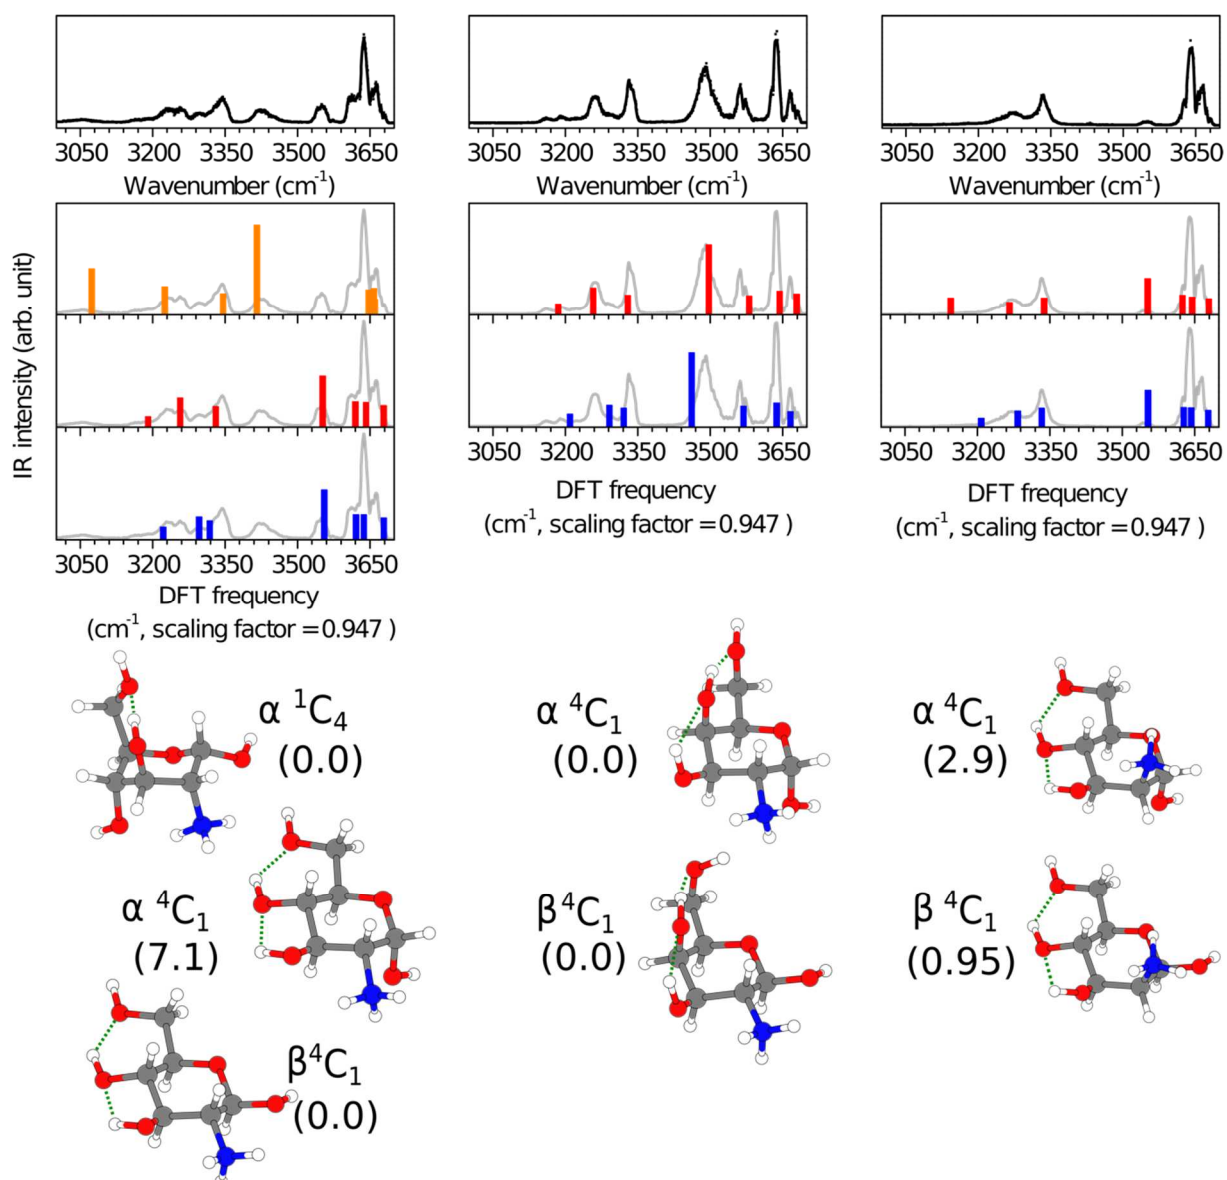 3050 3200 3350 3500 3650
Wavenumber (cm-1)
3050 3200 3350 3500 3650
Wavenumber (cm-1)
3050 3200 3350 3500 3650
Wavenumber (cm-1)
IR intensity (arb. unit)
3050 3200 3350 3500 3650
DFT frequency
(cm-1, scaling factor = 0.947 )
3050 3200 3350 3500 3650
DFT frequency
(cm-1, scaling factor = 0.947 )
3050 3200 3350 3500 3650
DFT frequency
(cm-1, scaling factor = 0.947 )
α 1C4
(0.0)
α 4C1
(7.1)
β4C1
(0.0)
α 4C1
(0.0)
β4C1
(0.0)
α 4C1
(2.9)
β 4C1
(0.95)